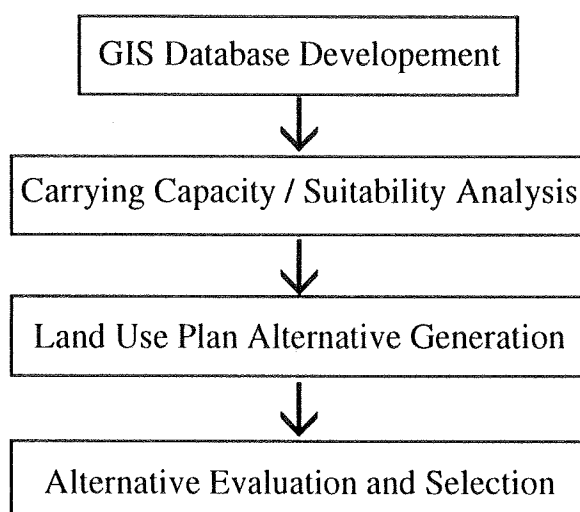 GIS Database Developement
Carrying Capacity / Suitability Analysis
Land Use Plan Alternative Generation
Alternative Evaluation and Selection